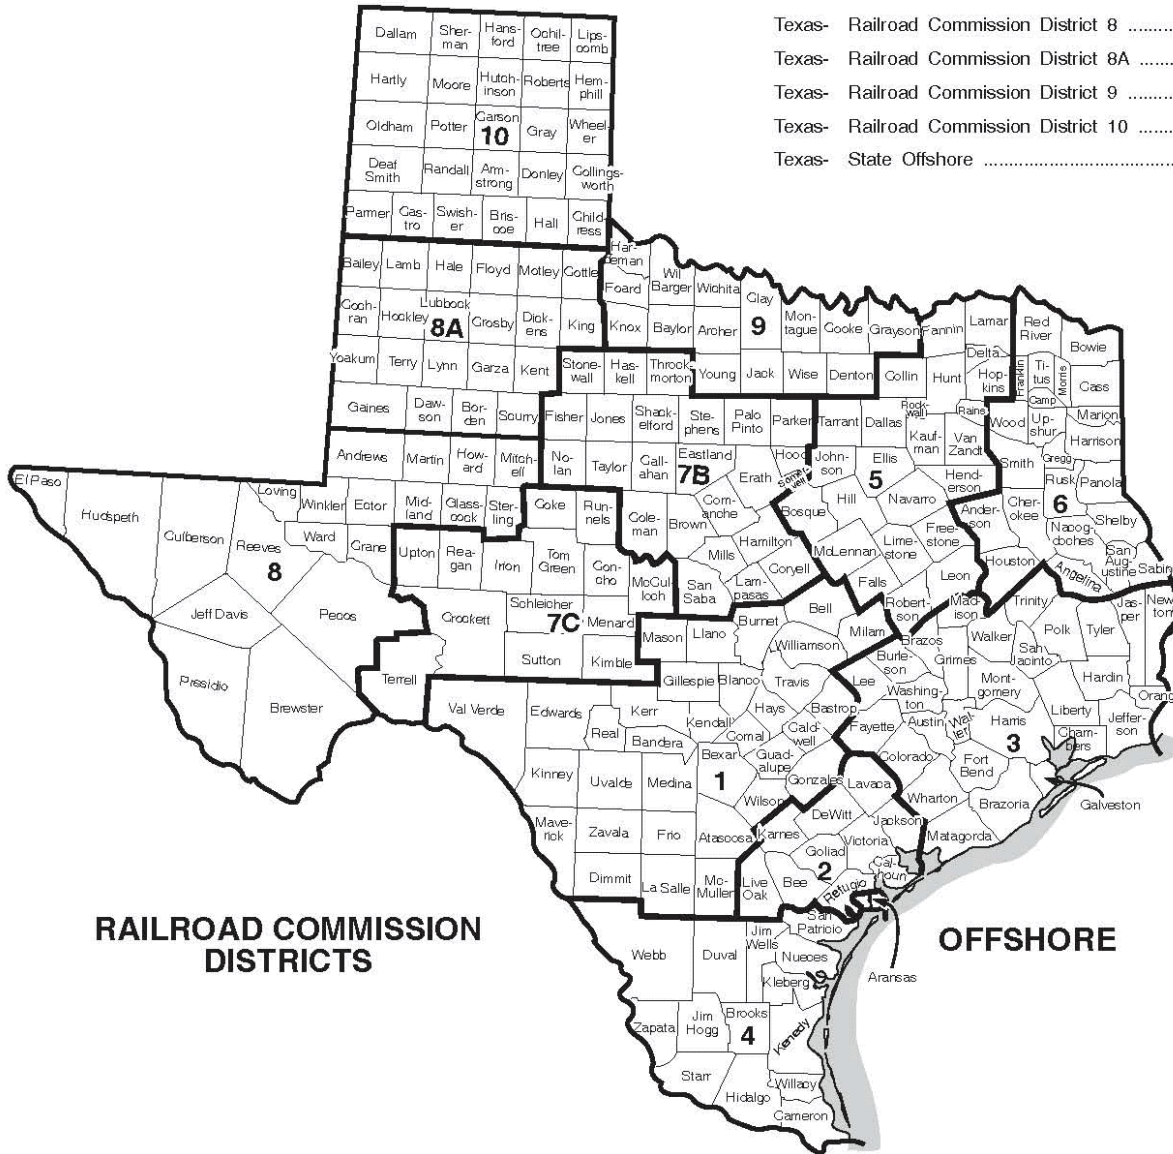 Texas- Railroad Commission District 8 .........
Texas- Railroad Commission District 8A ......
Texas- Railroad Commission District 9 .........
Texas- Railroad Commission District 10 ......
Texas- State Offshore .....................................
Dallam
Sher-
man
Hans-
ford
Ochil-
tree
Lips-
comb
Hartly
Moore
Hutch-
inson
Roberts
Hem-
phill
Oldham
Potter
Carson
10
Gray
Wheel-
er
Deaf
Smith
Randall
Arm-
strong
Donley
Collings-
worth
Parmer
Cas-
tro
Swish-
er
Bris-
coe
Hall
Child-
ress
Bailey
Lamb
Hale
Floyd
Motley
Cottle
Coch-
ran
Hockley
Lubbock
8A
Crosby
Dick-
ens
King
Yoakum
Terry
Lynn
Garza
Kent
Gaines
Daw-
son
Bor-
den
Scurry
Har-
deman
Foard
Wil
Barger
Wichita
Clay
9
Knox
Baylor
Archer
Mon-
tague
Cooke
Grayson
Young
Jack
Wise
Denton
Fannin
Lamar
Delta
Collin
Hunt
Hop-
kins
Rock-
wall
Rains
Tarrant
Dallas
Kauf-
man
Van
Zandt
John-
son
Ellis
5
Hender-
son
Hill
Navarro
Bosque
McLennan
Lime-
stone
Free-
stone
Falls
Leon
Robert-
son
Red
River
Bowie
Franklin
Ti-
tus
Morris
Camp
Cass
Wood
Up-
shur
Marion
Harrison
Gregg
Smith
Rusk
6
Panola
Ander-
son
Cher-
okee
Nacog-
doches
Shelby
Houston
Angelina
San
Augustine
Sabine
Stone-
wall
Has-
kell
Throck-
morton
Fisher
Jones
Shack-
elford
Ste-
phens
Palo
Pinto
Parker
No-
lan
Taylor
Cal-
lahan
Eastland
7B
Erath
Hood
Somer-
vell
Cole-
man
Brown
Com-
anche
Mills
Hamilton
Coryell
San
Saba
Lam-
pasas
Andrews
Martin
How-
ard
Mitch-
ell
El Paso
Hudspeth
Culberson
Loving
Winkler
Ector
Mid-
land
Glass-
cock
Ster-
ling
Reeves
8
Ward
Crane
Jeff Davis
Pecos
Presidio
Brewster
Terrell
Coke
Run-
nels
Upton
Rea-
gan
Irion
Tom
Green
Con-
cho
McCul-
loch
Crockett
Schleicher
7C
Menard
Sutton
Kimble
Mason
Llano
Burnet
Bell
Williamson
Milam
Gillespie
Blanco
Travis
Val Verde
Edwards
Kerr
Kendall
Hays
Bastrop
Real
Bandera
Comal
Cald-
well
Bexar
1
Guad-
alupe
Gonzales
Kinney
Uvalde
Medina
Wilson
Mave-
rick
Zavala
Frio
Atascosa
Karnes
Dimmit
La Salle
Mc-
Mullen
Mad-
ison
Trinity
Jas-
per
New-
ton
Brazos
Walker
Polk
Tyler
Burle-
son
Grimes
San
Jacinto
Lee
Washing-
ton
Mont-
gomery
Hardin
Fayette
Austin
Wal-
ler
Harris
3
Liberty
Orange
Jeffer-
son
Cham-
bers
Colorado
Fort
Bend
Galveston
Wharton
Brazoria
Matagorda
Lavaca
DeWitt
Jackson
Victoria
Goliad
2
Cal-
houn
Live
Oak
Bee
Refugio
San
Patricio
Aransas
Webb
Duval
Jim
Wells
Nueces
Kleberg
Zapata
Jim
Hogg
Brooks
4
Kenedy
Starr
Hidalgo
Willacy
Cameron
RAILROAD COMMISSION
DISTRICTS
OFFSHORE